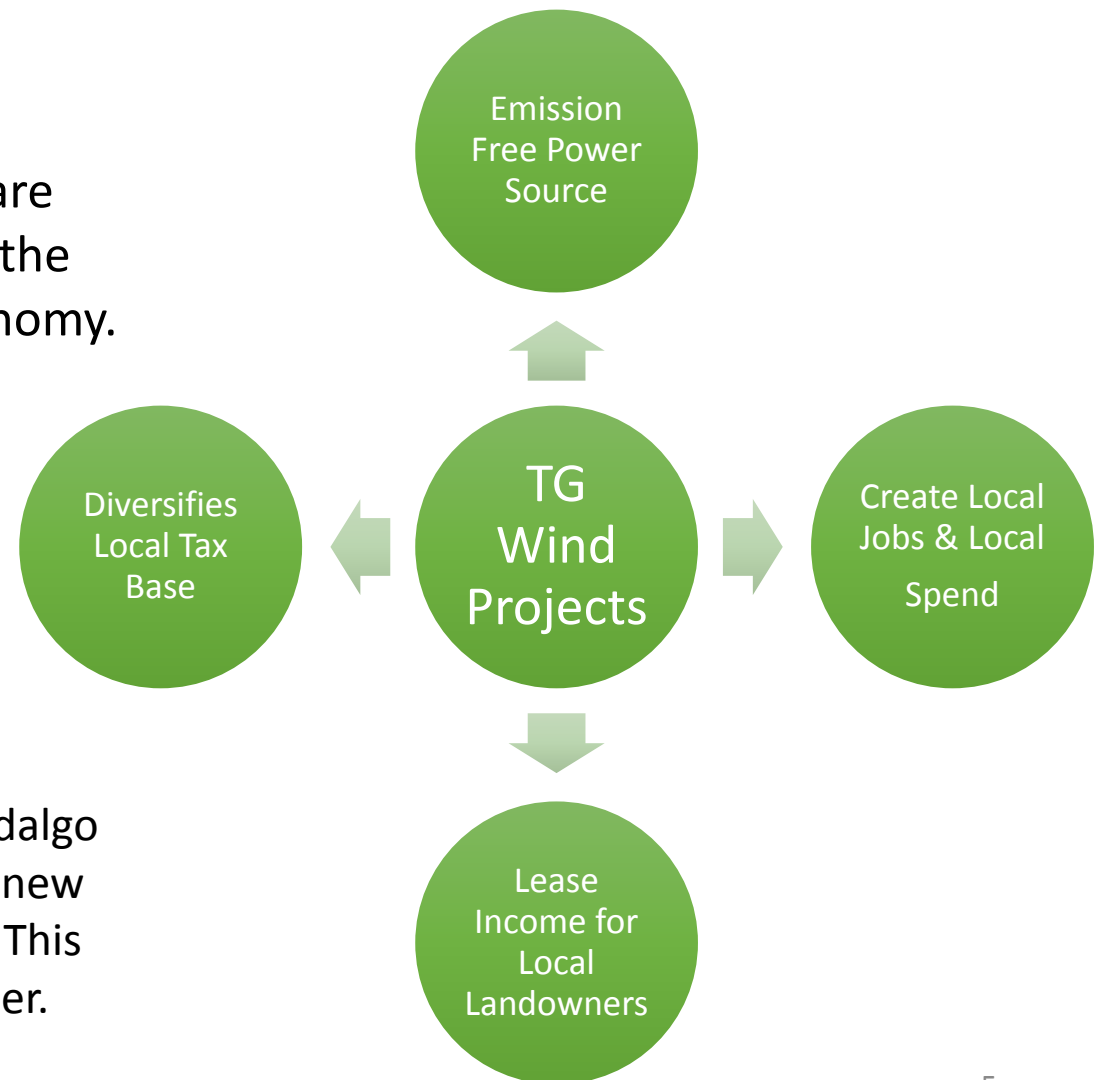 Emission
Free Power
Source
are
the
nomy.
Diversifies
Local Tax
Base
TG
Wind
Projects
Create Local
Jobs & Local
Spend
dalgo
new
This
er.
Lease
Income for
Local
Landowners